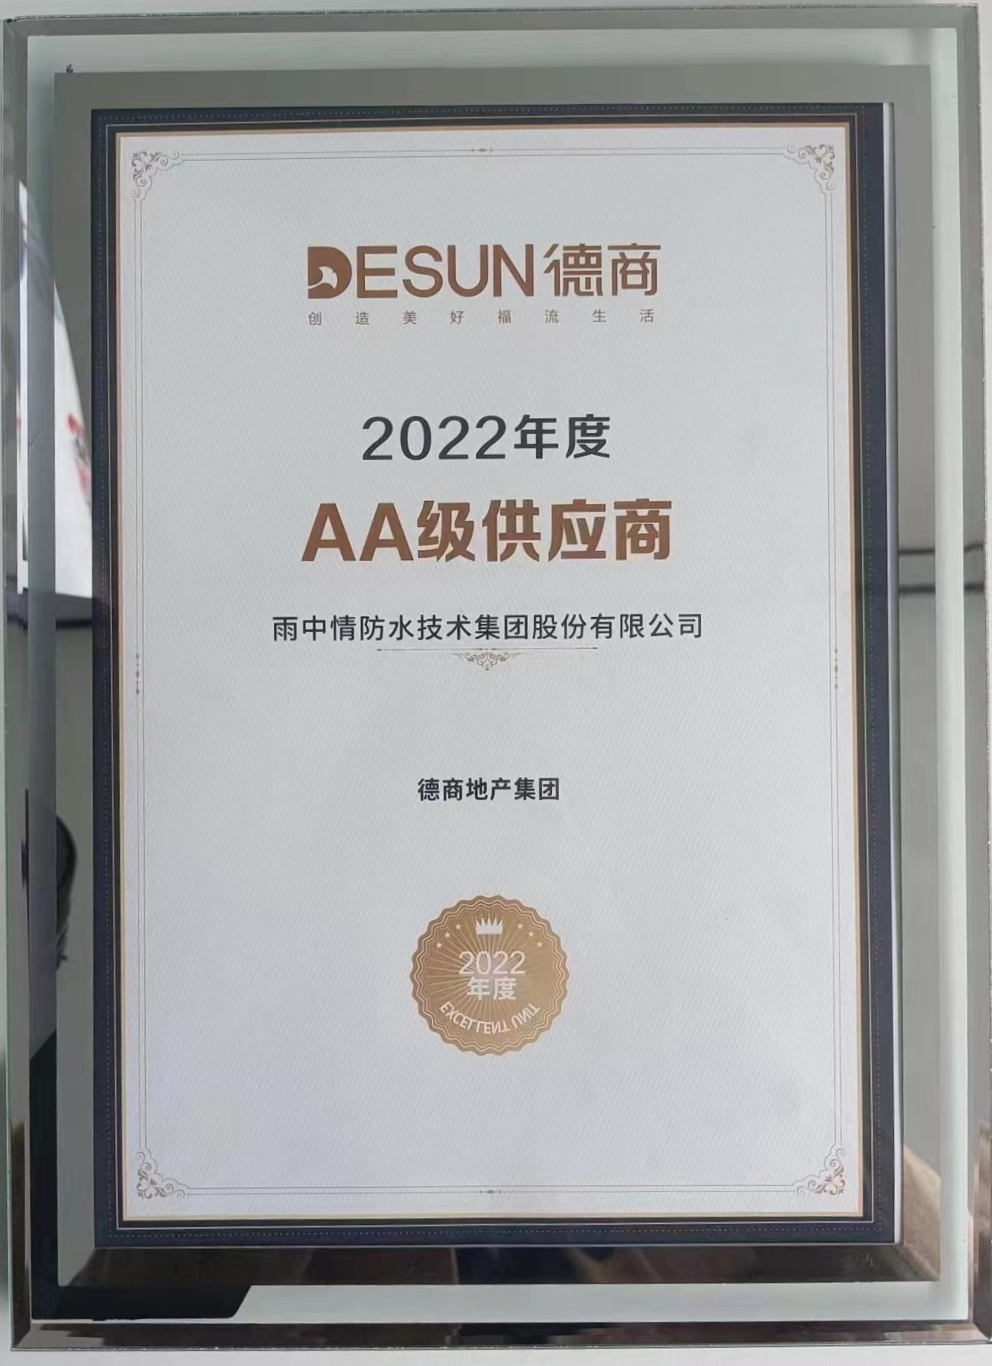 DESUN德商
创造美好福流生活
2022年度
AA级供应商
雨中情防水技术集团股份有限公司
德商地产集团
2022
年度
EXCELLENT UNIT